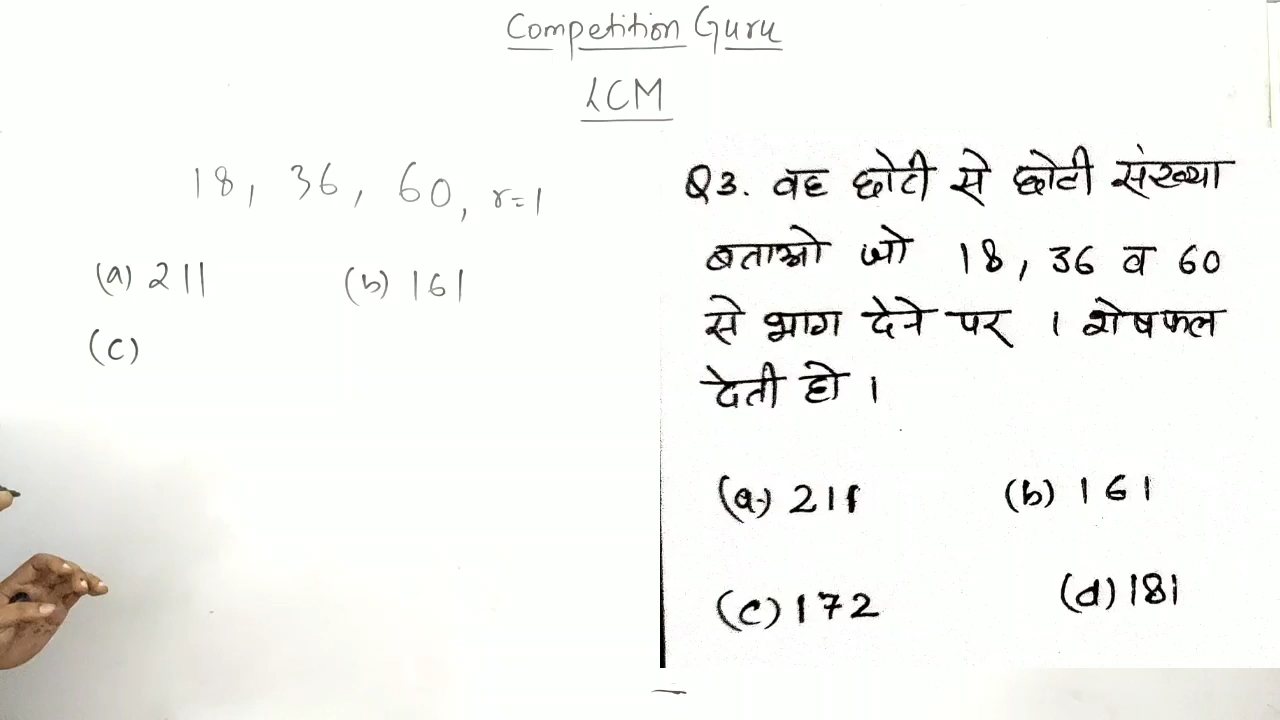 Competition Guru
LCM
18, 36, 60, r=1
(a) 211 (b) 161
(c)
Q3. वह छोटी से छोटी संख्या
बताओ जो 18, 36 व 60
से भाग देने पर 1 शेषफल
देती हो ।
(a) 211 (b) 161
(c) 172 (d) 181